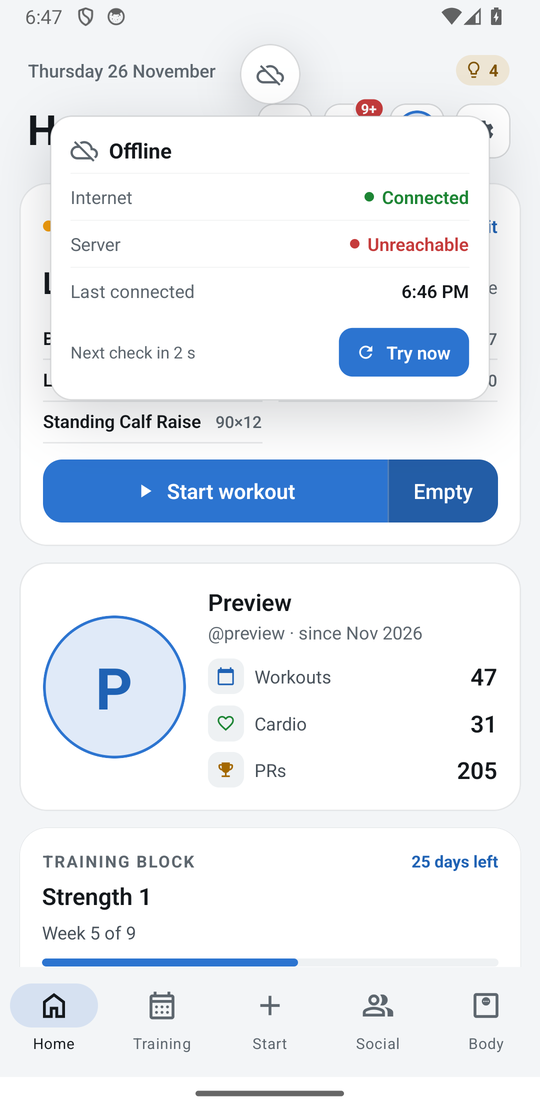 6:47
Thursday 26 November
4
H
9+
Offline
Internet
Connected
Server
Unreachable
Last connected
6:46 PM
Next check in 2 s
Try now
it
L
e
B
7
L
0
Standing Calf Raise 90×12
Start workout
Empty
P
Preview
@preview · since Nov 2026
Workouts 47
Cardio 31
PRs 205
TRAINING BLOCK
25 days left
Strength 1
Week 5 of 9
Home
Training
Start
Social
Body